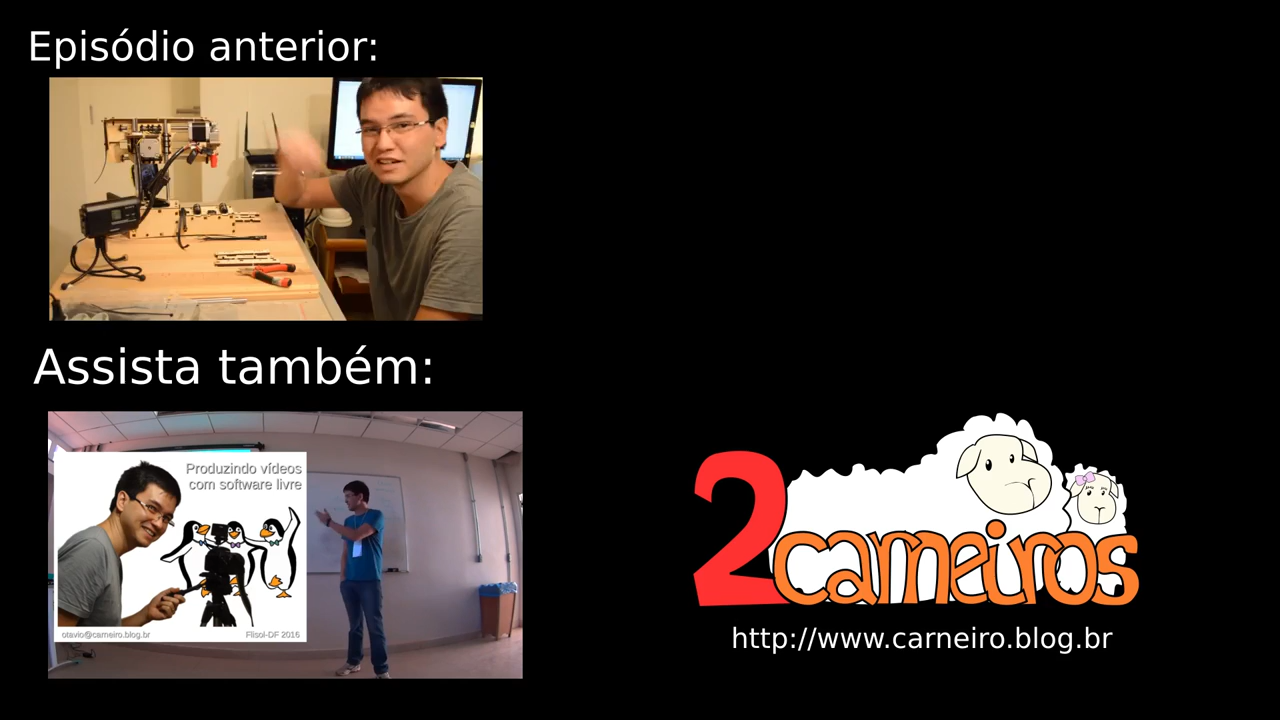 Episódio anterior:
Assista também:
Produzindo vídeos
com software livre
otavio@carneiro.blog.br
Flisol-DF 2016
2carneiros
http://www.carneiro.blog.br